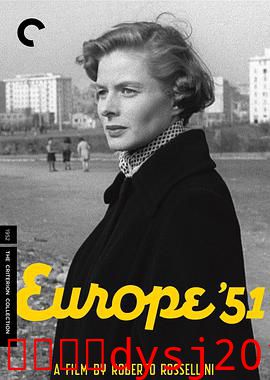 1952
THE CRITERION COLLECTION
Europe '51
dysj20
A FILM BY ROBERTO ROSSELLINI